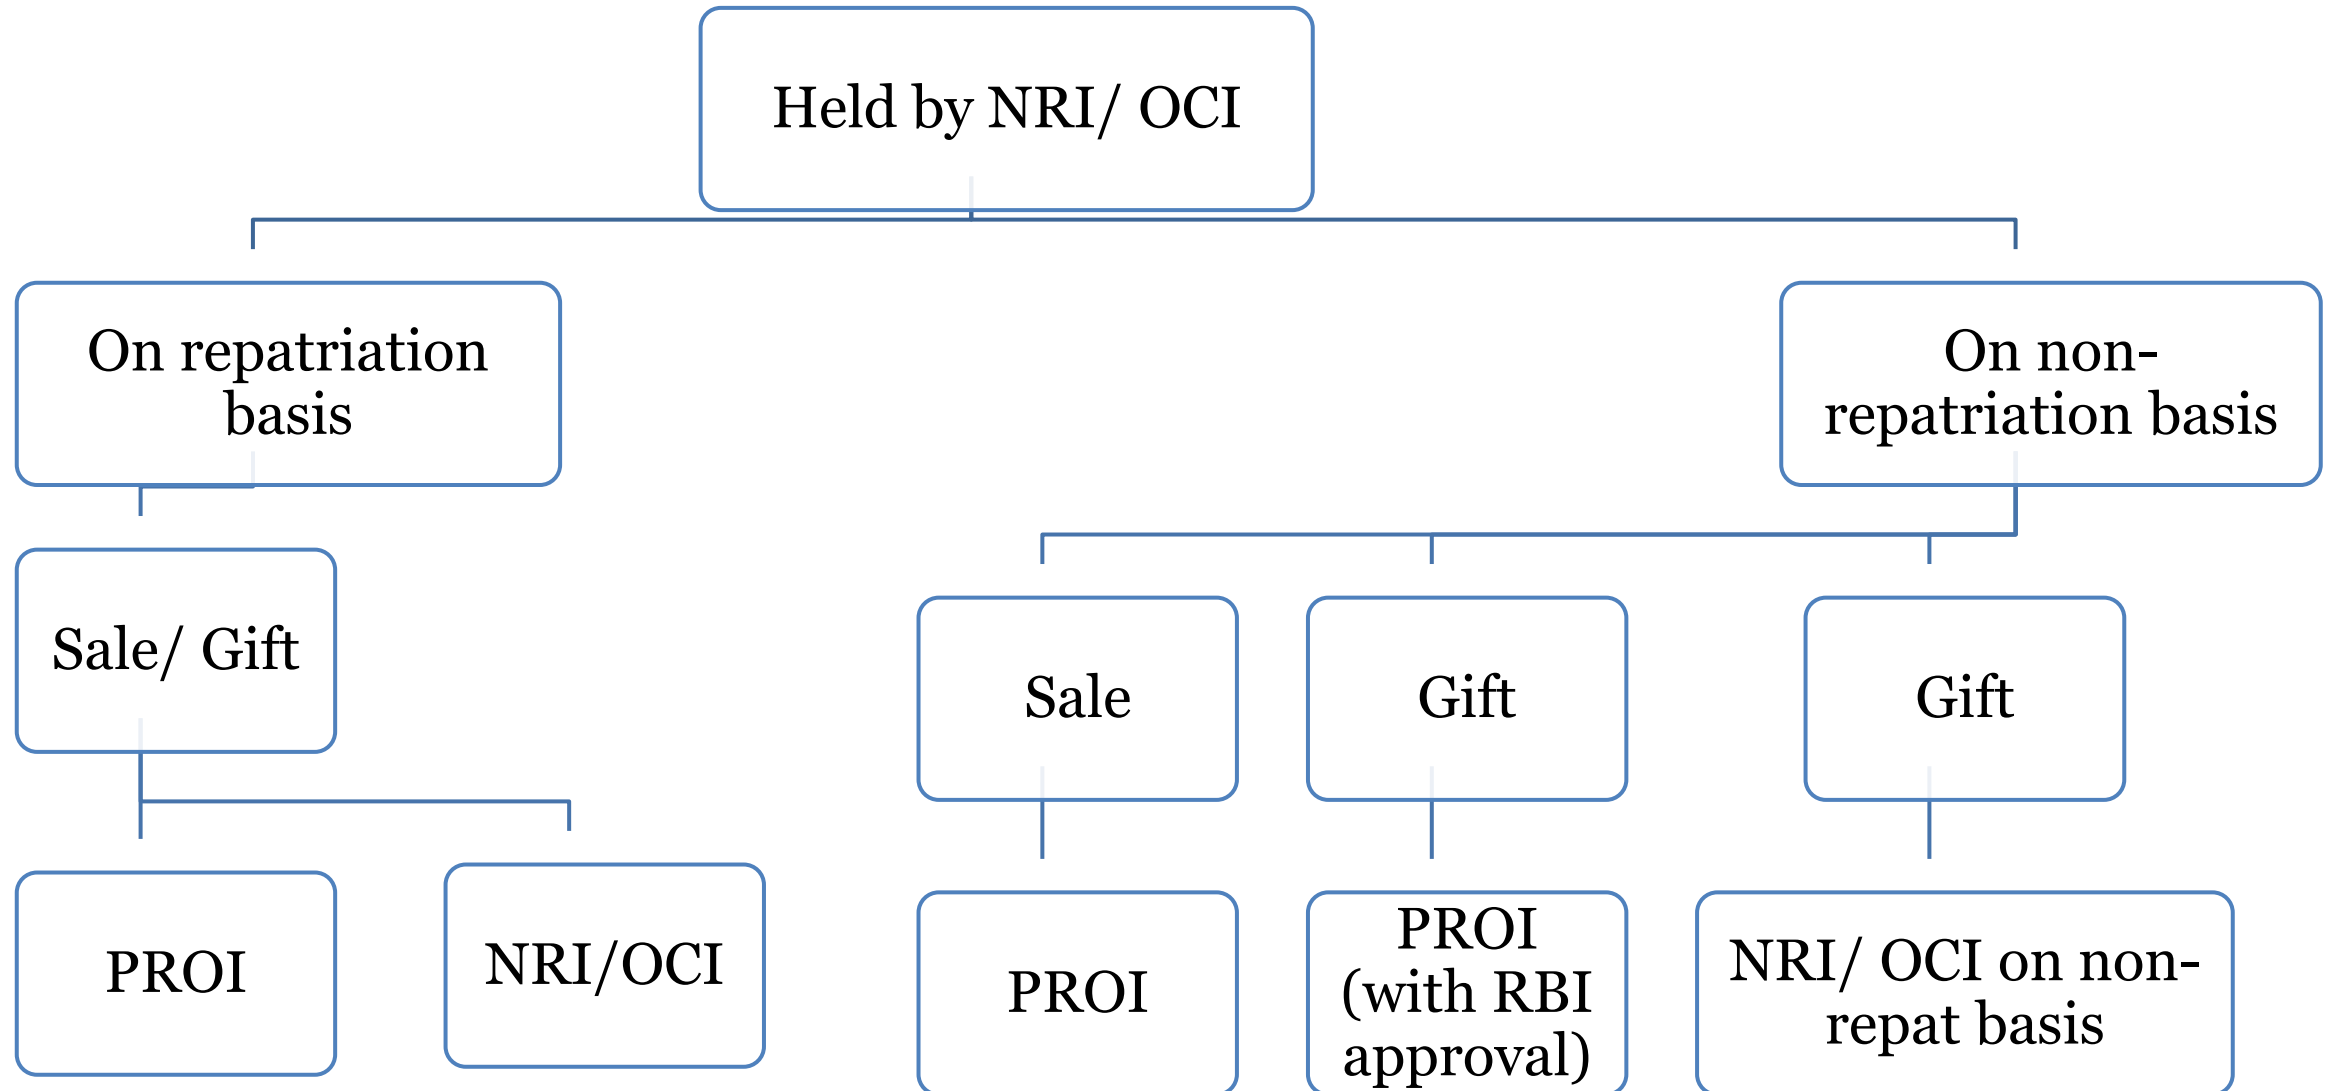 Held by NRI/ OCI
On repatriation
basis
On non-
repatriation basis
Sale/ Gift
Sale
Gift
Gift
PROI
NRI/OCI
PROI
PROI
(with RBI
approval)
NRI/ OCI on non-
repat basis